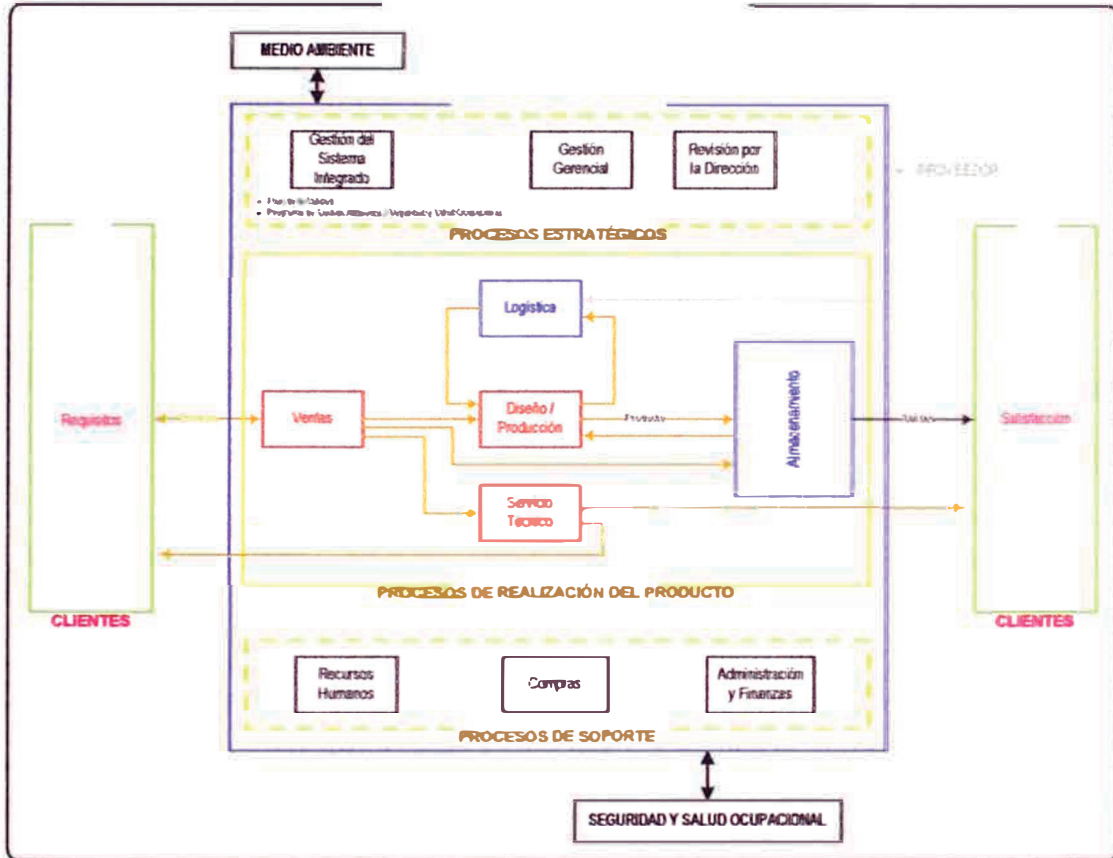 MEDIO AMBIENTE
Gestión del
Sistema
Integrado
Gestión
Gerencial
Revisión por
la Dirección
PROVEEDOR
PROCESOS ESTRATÉGICOS
Logística
Requisitos
Ventas
Diseño /
Producción
Producto
Almacenamiento
Satisfacción
Servicio
Técnico
PROCESOS DE REALIZACIÓN DEL PRODUCTO
CLIENTES
CLIENTES
Recursos
Humanos
Compras
Administración
y Finanzas
PROCESOS DE SOPORTE
SEGURIDAD Y SALUD OCUPACIONAL